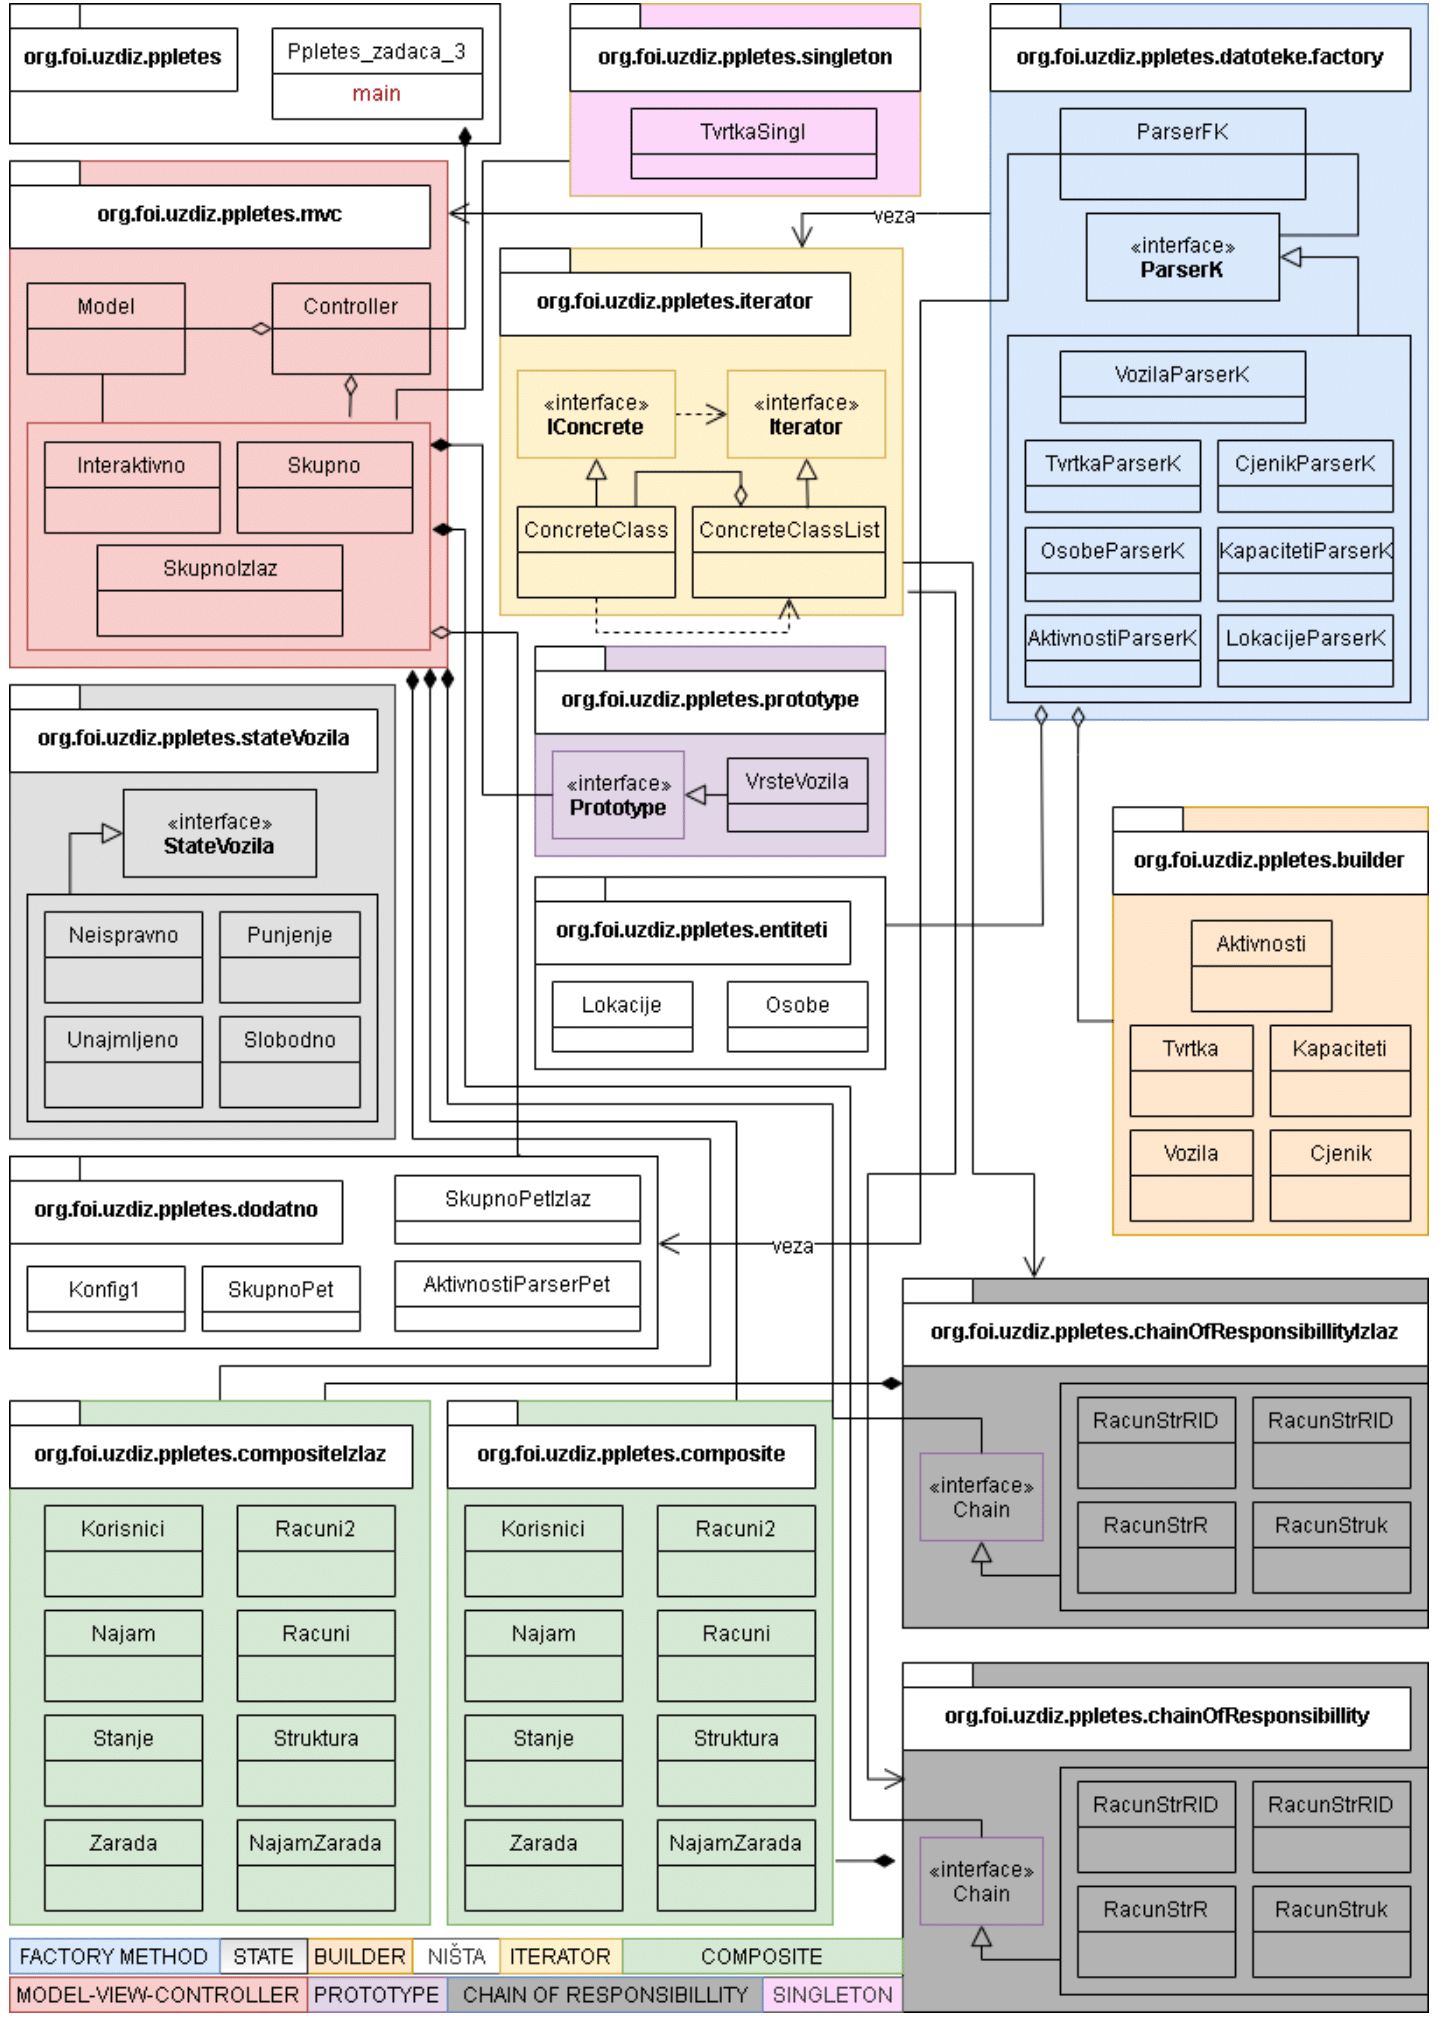 org.foi.uzdiz.ppletes
Ppletes_zadaca_3
main
org.foi.uzdiz.ppletes.singleton
TvrtkaSingl
org.foi.uzdiz.ppletes.datoteke.factory
ParserFK
«interface»
ParserK
VozilaParserK
TvrtkaParserK
CjenikParserK
OsobeParserK
KapacitetiParserK
AktivnostiParserK
LokacijeParserK
org.foi.uzdiz.ppletes.mvc
Model
Controller
Interaktivno
Skupno
SkupnoIzlaz
veza
org.foi.uzdiz.ppletes.iterator
«interface»
IConcrete
«interface»
Iterator
ConcreteClass
ConcreteClassList
org.foi.uzdiz.ppletes.prototype
«interface»
Prototype
VrsteVozila
org.foi.uzdiz.ppletes.stateVozila
«interface»
StateVozila
Neispravno
Punjenje
Unajmljeno
Slobodno
org.foi.uzdiz.ppletes.entiteti
Lokacije
Osobe
org.foi.uzdiz.ppletes.builder
Aktivnosti
Tvrtka
Kapaciteti
Vozila
Cjenik
org.foi.uzdiz.ppletes.dodatno
SkupnoPetIzlaz
Konfig1
SkupnoPet
AktivnostiParserPet
veza
org.foi.uzdiz.ppletes.chainOfResponsibillityIzlaz
RacunStrRID
RacunStrRID
«interface»
Chain
RacunStrR
RacunStruk
org.foi.uzdiz.ppletes.compositeIzlaz
Korisnici
Racuni2
Najam
Racuni
Stanje
Struktura
Zarada
NajamZarada
org.foi.uzdiz.ppletes.composite
Korisnici
Racuni2
Najam
Racuni
Stanje
Struktura
Zarada
NajamZarada
org.foi.uzdiz.ppletes.chainOfResponsibillity
RacunStrRID
RacunStrRID
«interface»
Chain
RacunStrR
RacunStruk
FACTORY METHOD
STATE
BUILDER
NIŠTA
ITERATOR
COMPOSITE
MODEL-VIEW-CONTROLLER
PROTOTYPE
CHAIN OF RESPONSIBILLITY
SINGLETON